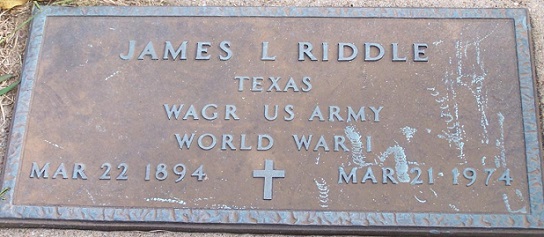 JAMES L RIDDLE
TEXAS
WAGR US ARMY
WORLD WAR I
MAR 22 1894 MAR 21 1974